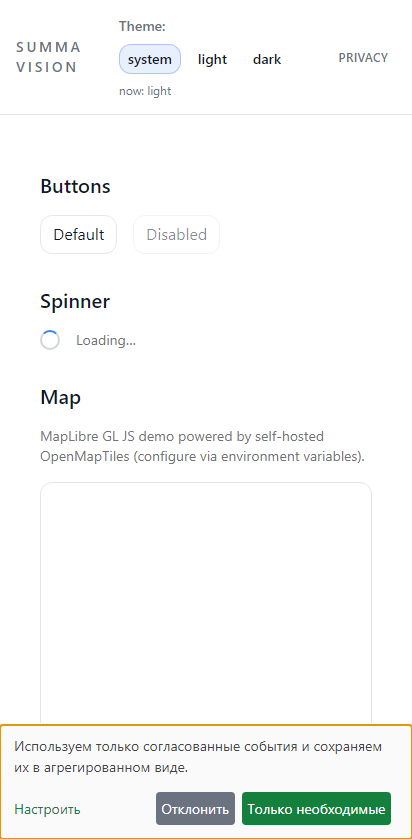 SUMMA
VISION
Theme:
system light dark
now: light
PRIVACY
Buttons
Default Disabled
Spinner
Loading...
Map
MapLibre GL JS demo powered by self-hosted
OpenMapTiles (configure via environment variables).
Используем только согласованные события и сохраняем
их в агрегированном виде.
Настроить Отклонить Только необходимые